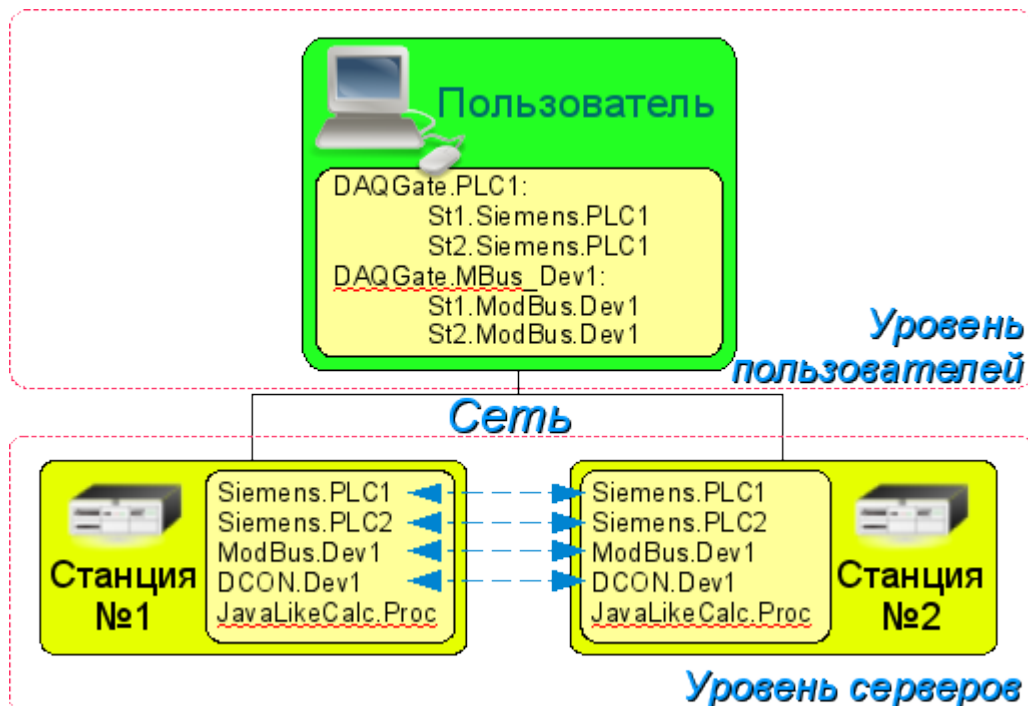 Пользователь
DAQGate.PLC1:
St1.Siemens.PLC1
St2.Siemens.PLC1
DAQGate.MBus_Dev1:
St1.ModBus.Dev1
St2.ModBus.Dev1
Уровень
пользователей
Сеть
Станция
№1
Siemens.PLC1
Siemens.PLC2
ModBus.Dev1
DCON.Dev1
JavaLikeCalc.Proc
Siemens.PLC1
Siemens.PLC2
ModBus.Dev1
DCON.Dev1
JavaLikeCalc.Proc
Станция
№2
Уровень серверов